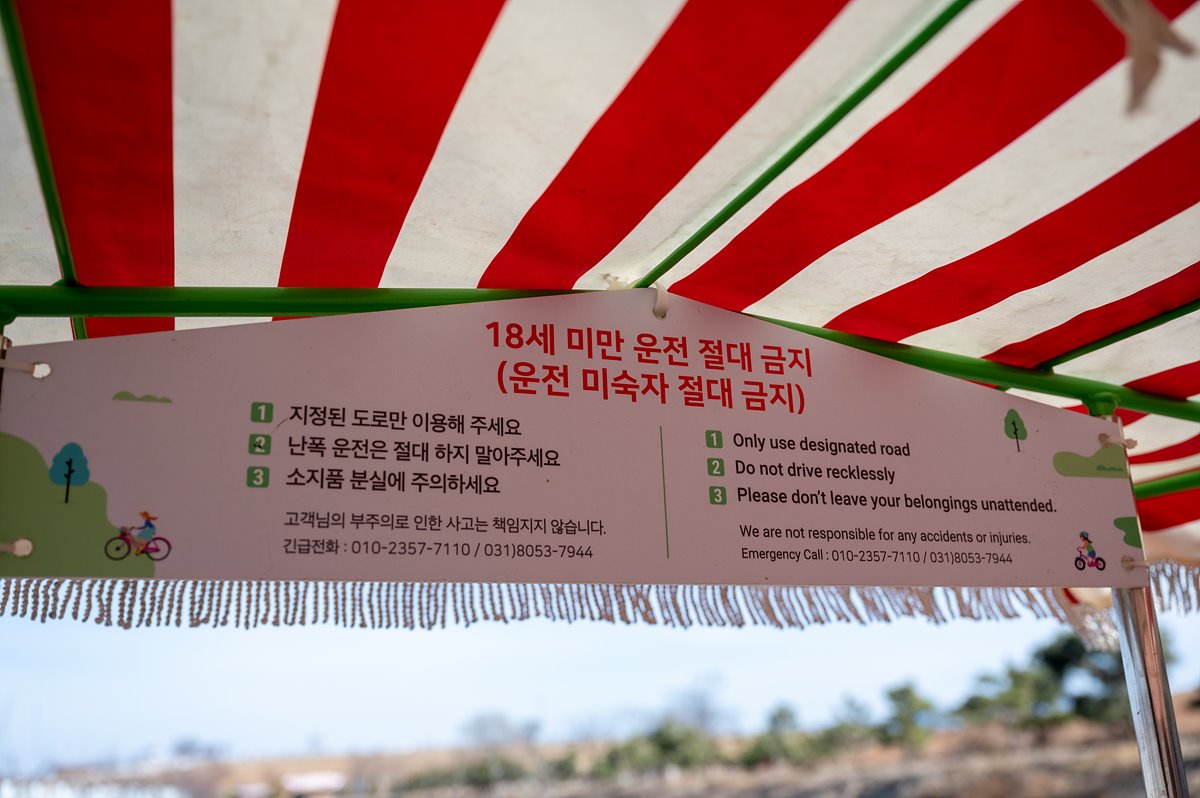 18세 미만 운전 절대 금지
(운전 미숙자 절대 금지)
1 지정된 도로만 이용해 주세요
2 난폭 운전은 절대 하지 말아주세요
3 소지품 분실에 주의하세요
고객님의 부주의로 인한 사고는 책임지지 않습니다.
긴급전화 : 010-2357-7110 / 031)8053-7944
1 Only use designated road
2 Do not drive recklessly
3 Please don't leave your belongings unattended.
We are not responsible for any accidents or injuries.
Emergency Call : 010-2357-7110 / 031)8053-7944